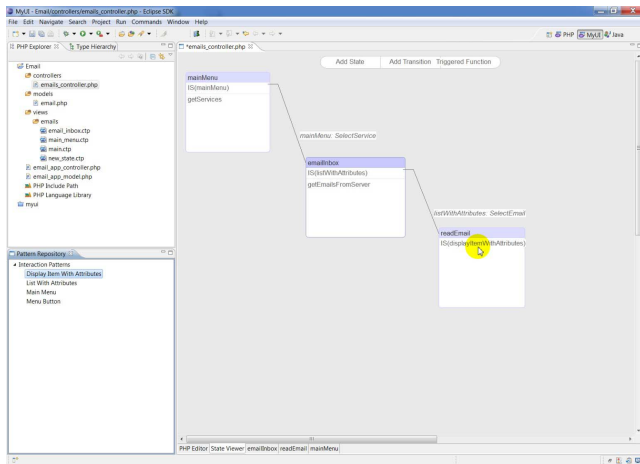 MyUI - Email/controllers/emails_controller.php - Eclipse SDK
File Edit Navigate Search Project Run Commands Window Help
PHP MyUI Java
PHP Explorer Type Hierarchy
Email
controllers
emails_controller.php
models
email.php
views
emails
email_inbox.ctp
main_menu.ctp
main.ctp
new_state.ctp
email_app_controller.php
email_app_model.php
PHP Include Path
PHP Language Library
myui
Pattern Repository
Interaction Patterns
Display Item With Attributes
List With Attributes
Main Menu
Menu Button
*emails_controller.php
Add State Add Transition Triggered Function
mainMenu
IS(mainMenu)
getServices
mainMenu: SelectService
emailInbox
IS(listWithAttributes)
getEmailsFromServer
listWithAttributes: SelectEmail
readEmail
IS(displayItemWithAttributes)
PHP Editor State Viewer emailInbox readEmail mainMenu